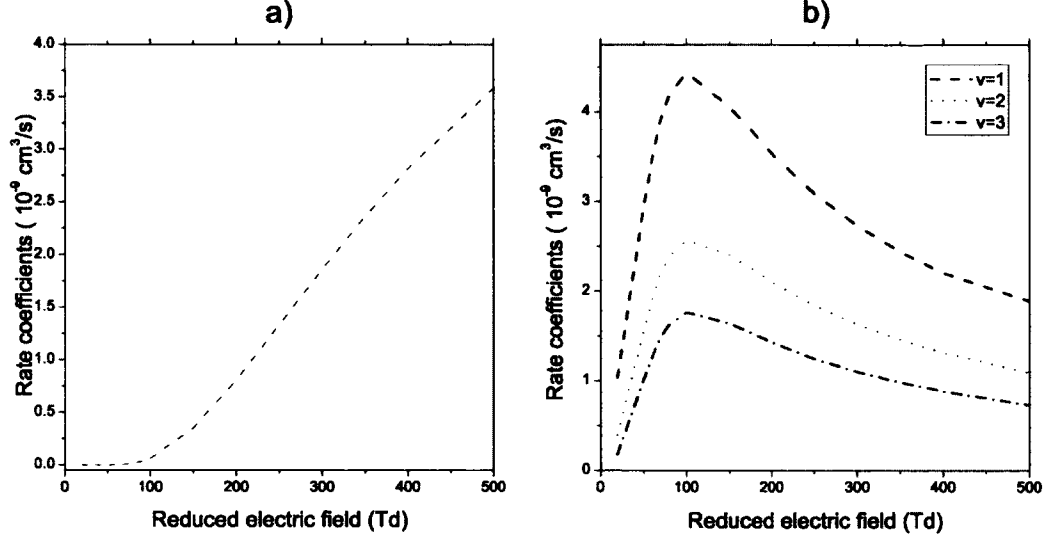 a)
Rate coefficients ( 10⁻⁹ cm³/s)
4.0
3.5
3.0
2.5
2.0
1.5
1.0
0.5
0.0
0 100 200 300 400 500
Reduced electric field (Td)
b)
Rate coefficients ( 10⁻⁹ cm³/s)
4
3
2
1
0
v=1
v=2
v=3
0 100 200 300 400 500
Reduced electric field (Td)